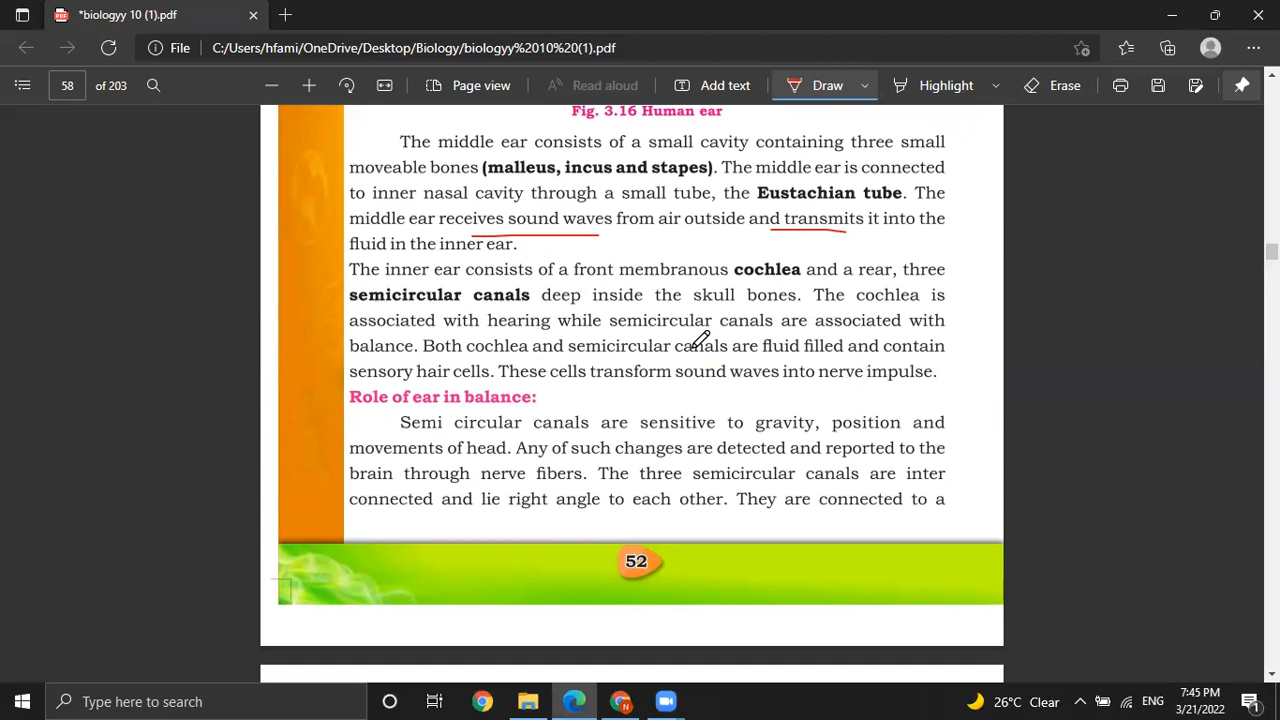 *biologyy 10 (1).pdf
File C:/Users/hfami/OneDrive/Desktop/Biology/biologyy%2010%20(1).pdf
58 of 203 Page view Read aloud Add text Draw Highlight Erase
Fig. 3.16 Human ear
The middle ear consists of a small cavity containing three small
moveable bones (malleus, incus and stapes). The middle ear is connected
to inner nasal cavity through a small tube, the Eustachian tube. The
middle ear receives sound waves from air outside and transmits it into the
fluid in the inner ear.
The inner ear consists of a front membranous cochlea and a rear, three
semicircular canals deep inside the skull bones. The cochlea is
associated with hearing while semicircular canals are associated with
balance. Both cochlea and semicircular canals are fluid filled and contain
sensory hair cells. These cells transform sound waves into nerve impulse.
Role of ear in balance:
Semi circular canals are sensitive to gravity, position and
movements of head. Any of such changes are detected and reported to the
brain through nerve fibers. The three semicircular canals are inter
connected and lie right angle to each other. They are connected to a
52
Type here to search
26°C Clear ENG 7:45 PM
3/21/2022